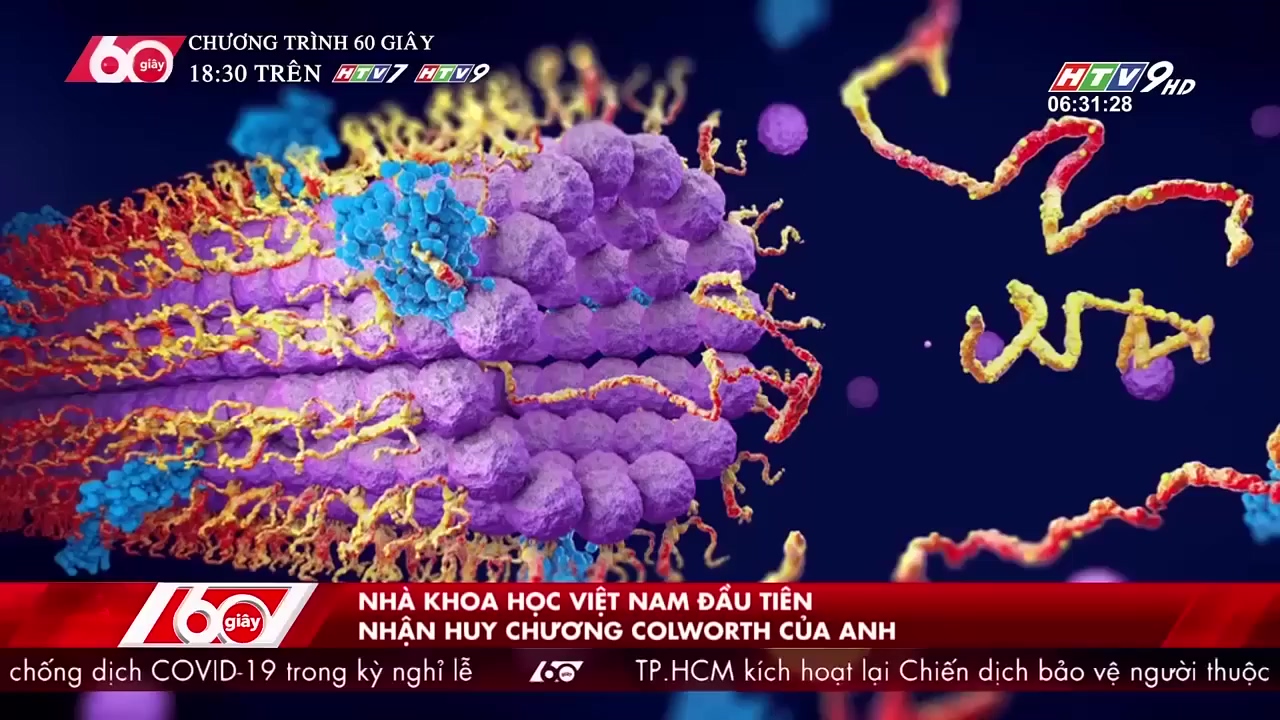 60 giây
CHƯƠNG TRÌNH 60 GIÂY
18:30 TRÊN HTV7 HTV9
HTV9 HD
06:31:28
60 giây
NHÀ KHOA HỌC VIỆT NAM ĐẦU TIÊN
NHẬN HUY CHƯƠNG COLWORTH CỦA ANH
chống dịch COVID-19 trong kỳ nghỉ lễ 60 TP.HCM kích hoạt lại Chiến dịch bảo vệ người thuộc